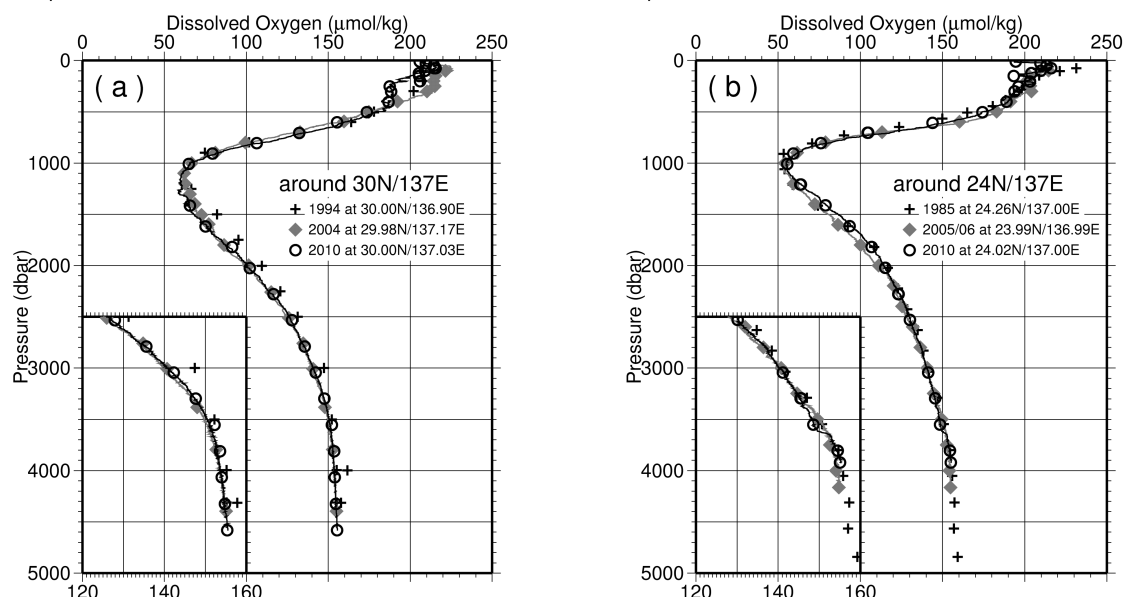 Dissolved Oxygen (μmol/kg)
0 50 100 150 200 250
0
1000
2000
3000
4000
5000
Pressure (dbar)
( a )
around 30N/137E
1994 at 30.00N/136.90E
2004 at 29.98N/137.17E
2010 at 30.00N/137.03E
120 140 160
Dissolved Oxygen (μmol/kg)
0 50 100 150 200 250
0
1000
2000
3000
4000
5000
Pressure (dbar)
( b )
around 24N/137E
1985 at 24.26N/137.00E
2005/06 at 23.99N/136.99E
2010 at 24.02N/137.00E
120 140 160